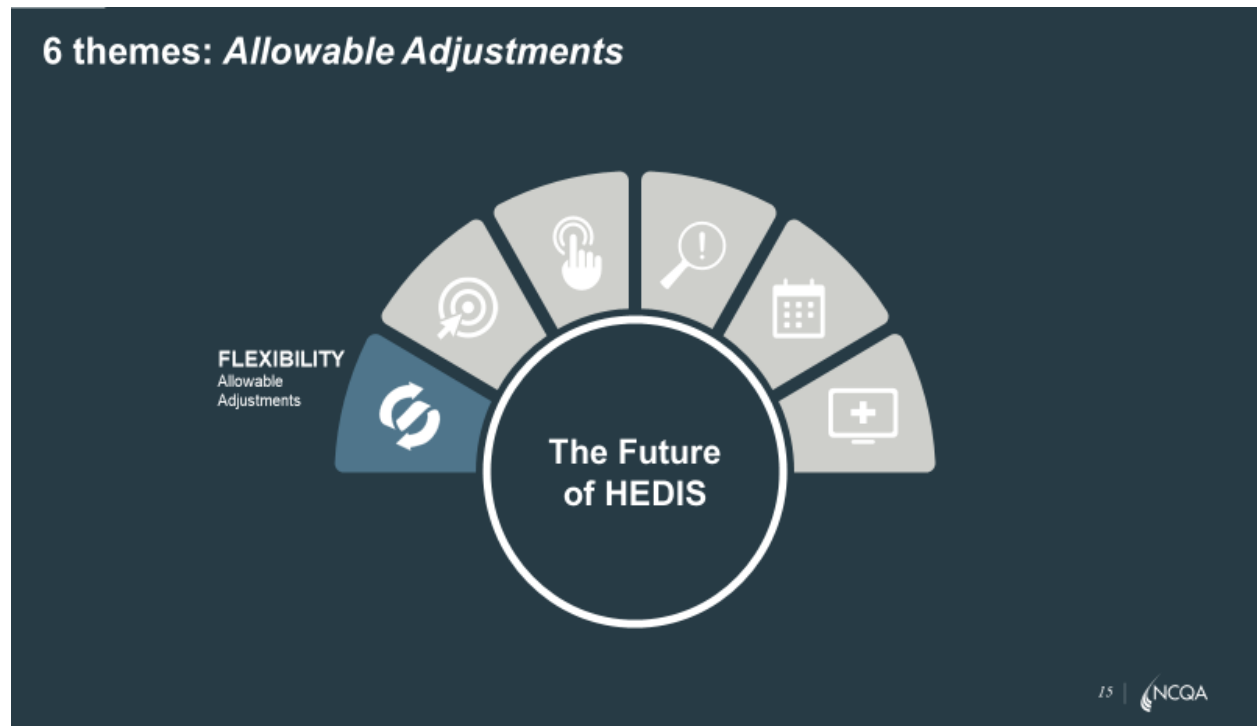 6 themes: Allowable Adjustments
FLEXIBILITY
Allowable
Adjustments
The Future
of HEDIS
15
NCQA